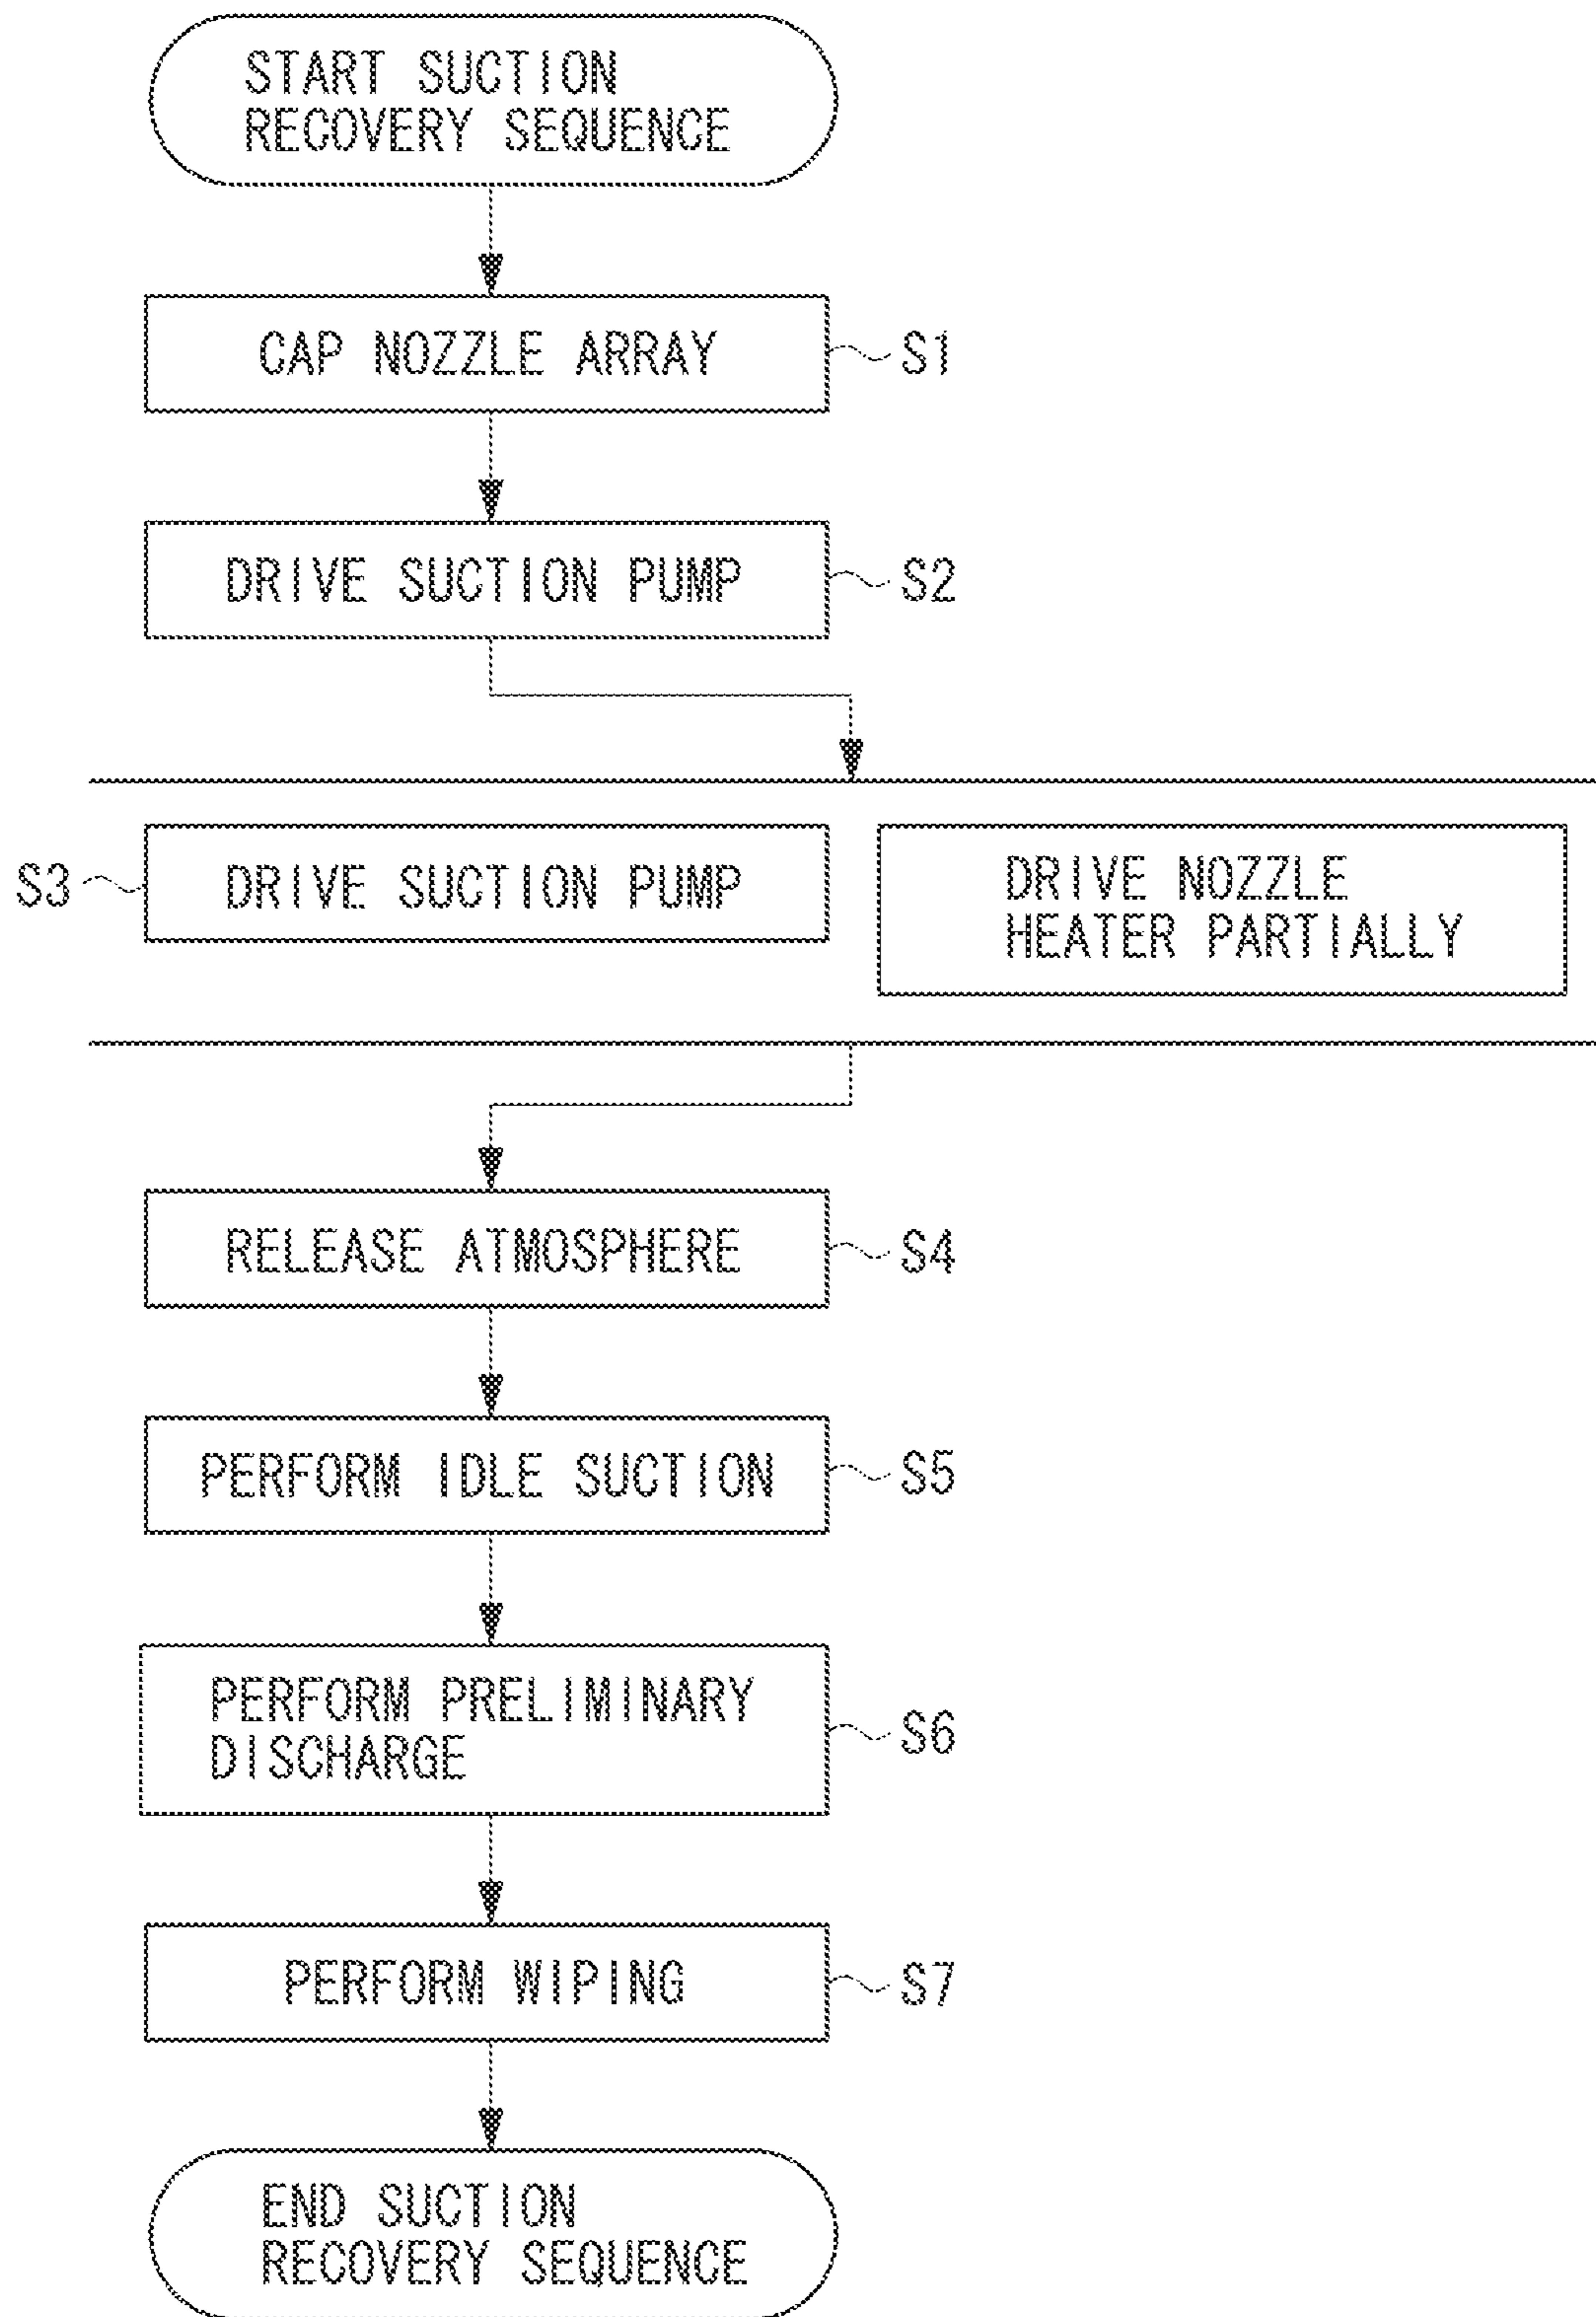 START SUCTION
RECOVERY SEQUENCE
CAP NOZZLE ARRAY
S1
DRIVE SUCTION PUMP
S2
S3
DRIVE SUCTION PUMP
DRIVE NOZZLE
HEATER PARTIALLY
RELEASE ATMOSPHERE
S4
PERFORM IDLE SUCTION
S5
PERFORM PRELIMINARY
DISCHARGE
S6
PERFORM WIPING
S7
END SUCTION
RECOVERY SEQUENCE